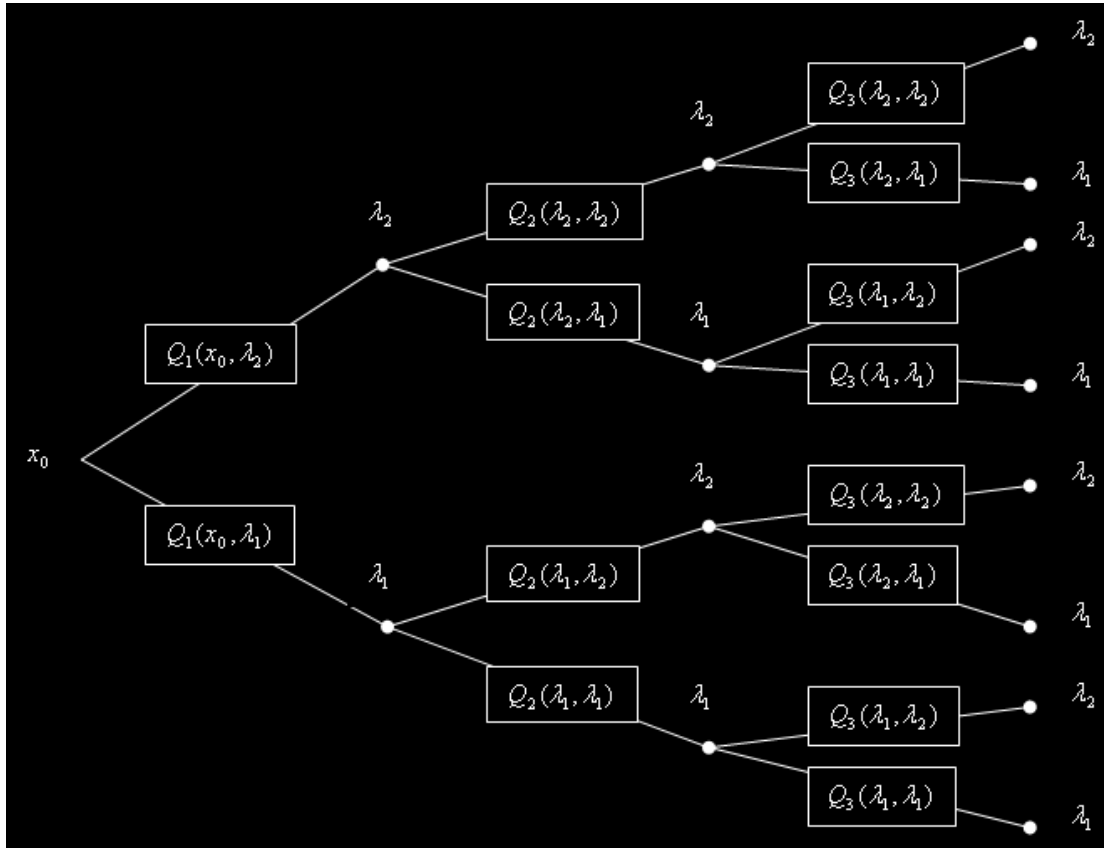 λ₂
Q₃(λ₂, λ₂)
λ₂
Q₃(λ₂, λ₁)
λ₁
Q₂(λ₂, λ₂)
λ₂
λ₂
Q₃(λ₁, λ₂)
Q₂(λ₂, λ₁)
λ₁
Q₁(x₀, λ₂)
Q₃(λ₁, λ₁)
λ₁
x₀
λ₂
λ₂
Q₃(λ₂, λ₂)
Q₁(x₀, λ₁)
λ₁
Q₂(λ₁, λ₂)
Q₃(λ₂, λ₁)
λ₁
Q₂(λ₁, λ₁)
λ₁
λ₂
Q₃(λ₁, λ₂)
Q₃(λ₁, λ₁)
λ₁